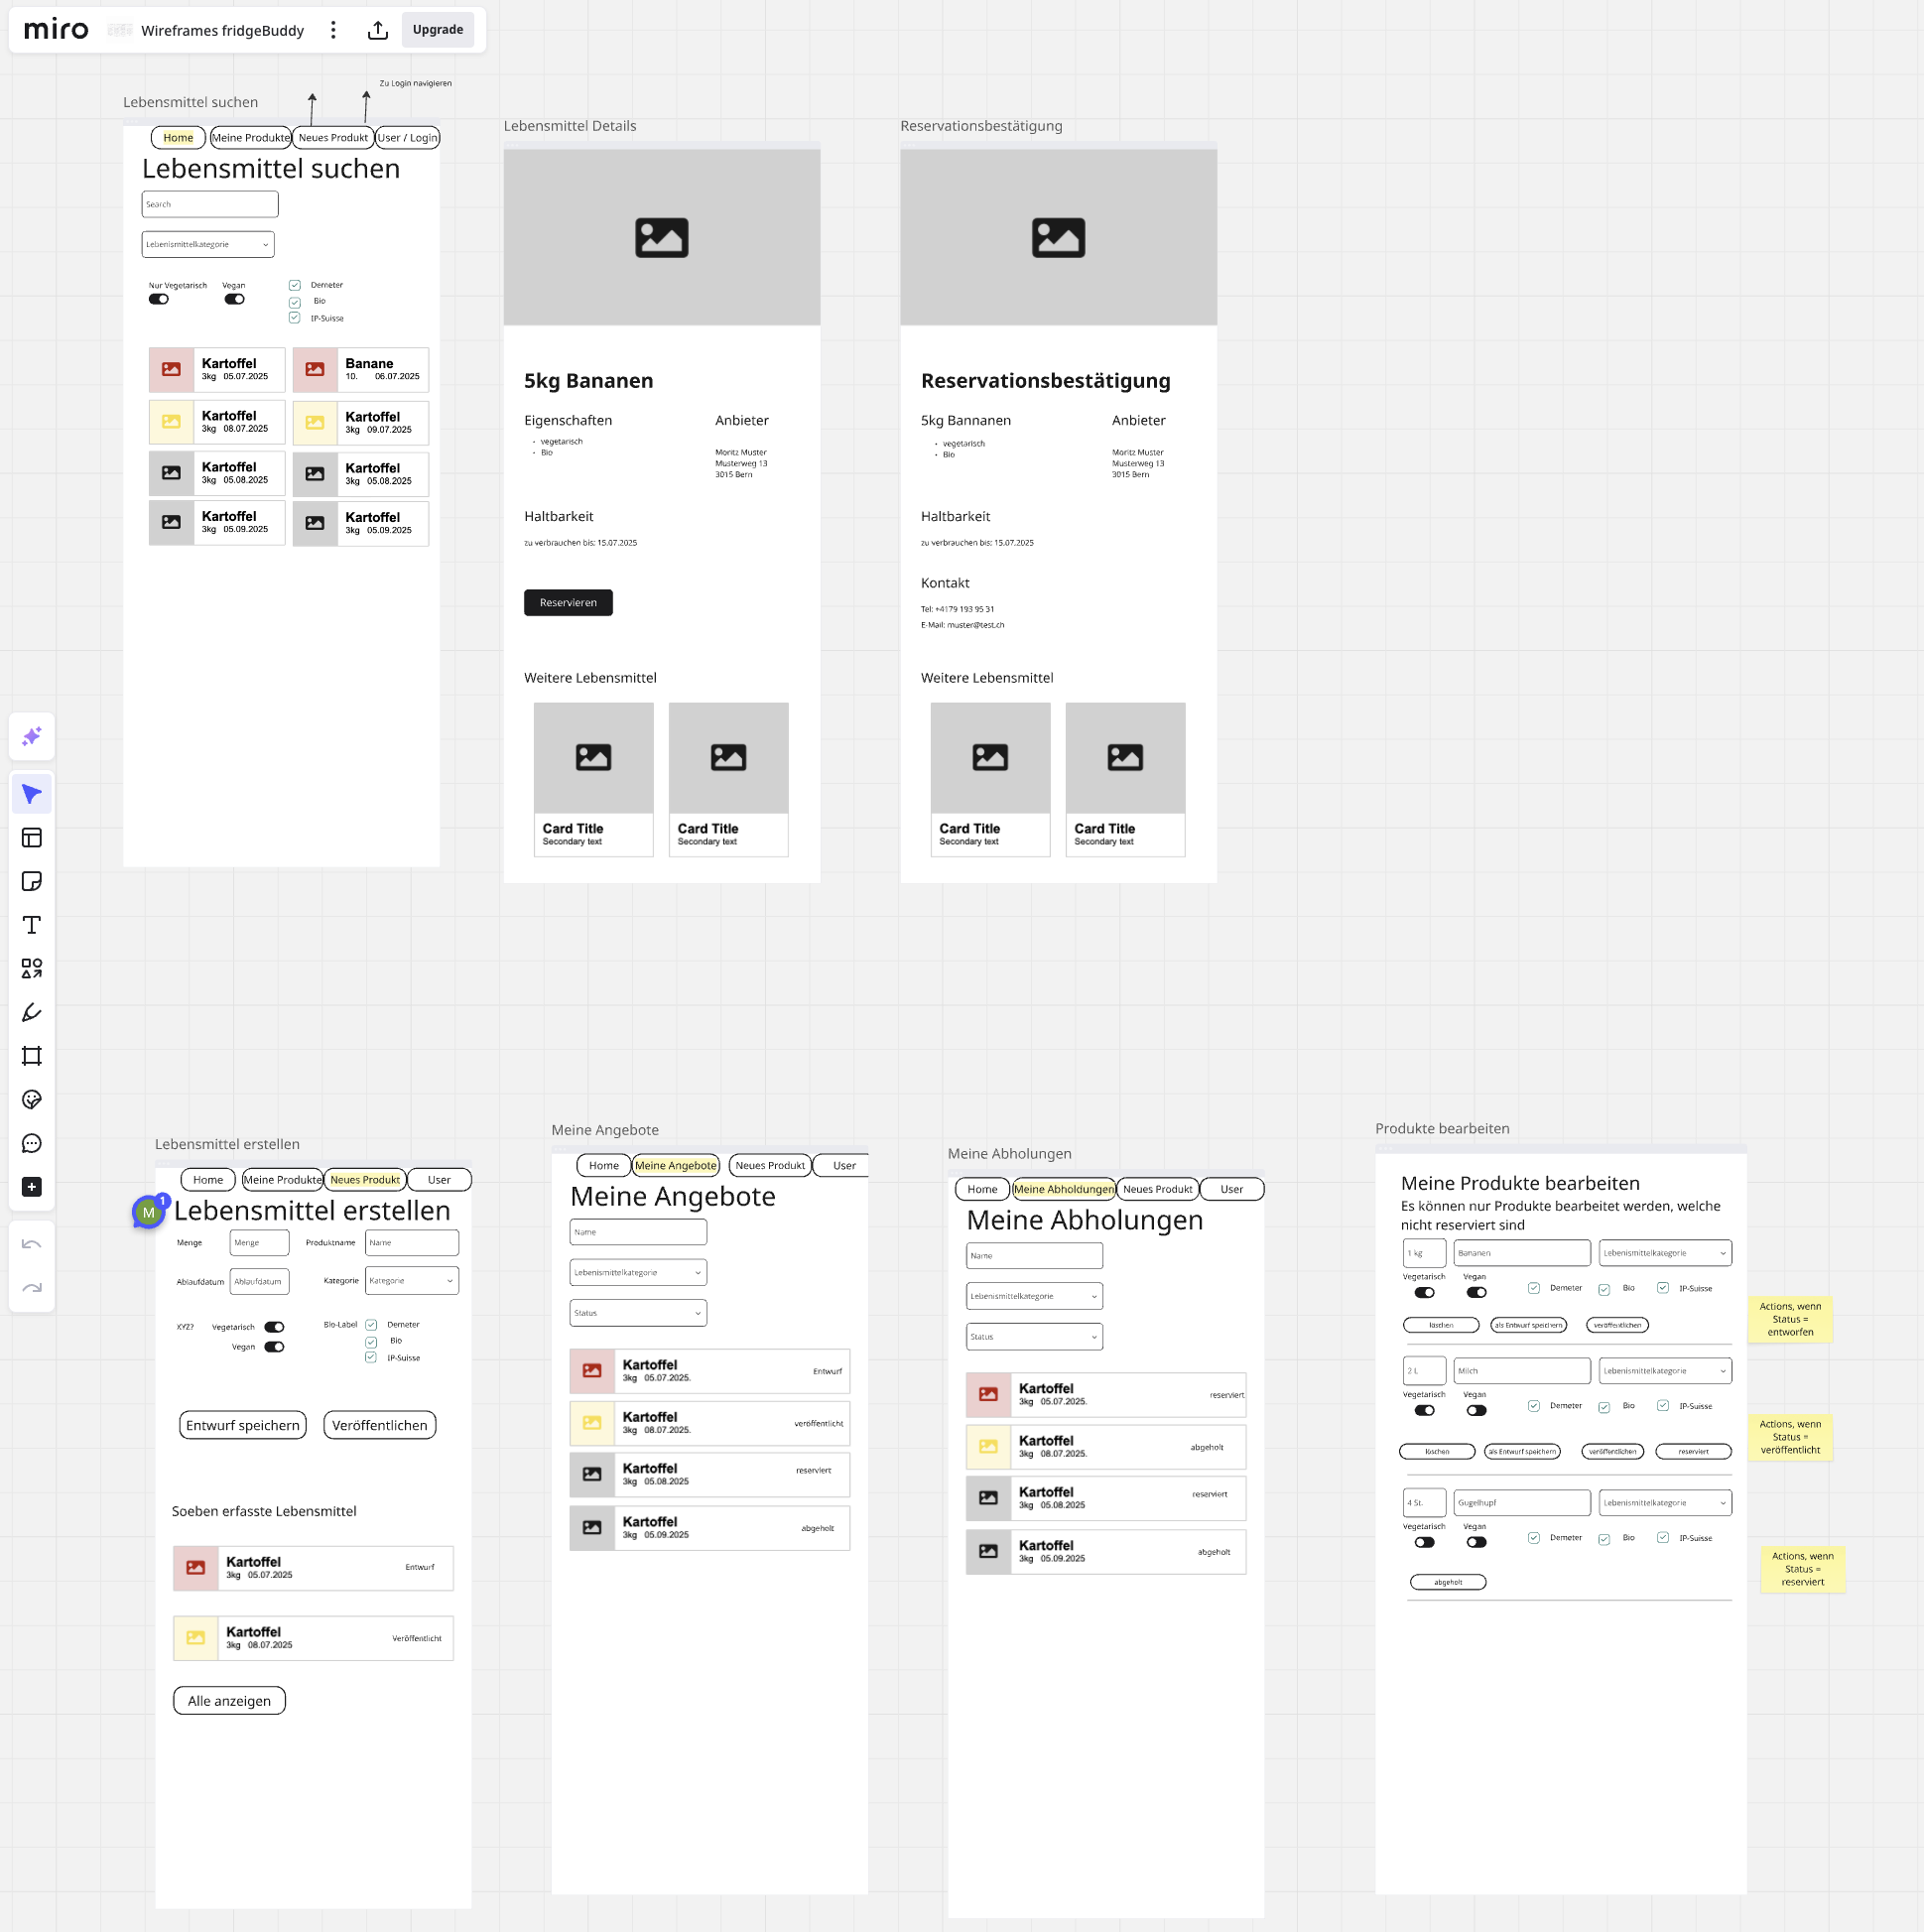 miro
Wireframes fridgeBuddy
Upgrade
Zu Login navigieren
Lebensmittel suchen
Home
Meine Produkte
Neues Produkt
User / Login
Lebensmittel suchen
Search
Lebenismittelkategorie
Nur Vegetarisch
Vegan
Demeter
Bio
IP-Suisse
Kartoffel
3kg 05.07.2025
Banane
10. 06.07.2025
Kartoffel
3kg 08.07.2025
Kartoffel
3kg 09.07.2025
Kartoffel
3kg 05.08.2025
Kartoffel
3kg 05.08.2025
Kartoffel
3kg 05.09.2025
Kartoffel
3kg 05.09.2025
Lebensmittel Details
5kg Bananen
Eigenschaften
vegetarisch
Bio
Anbieter
Moritz Muster
Musterweg 13
3015 Bern
Haltbarkeit
zu verbrauchen bis: 15.07.2025
Reservieren
Weitere Lebensmittel
Card Title
Secondary text
Card Title
Secondary text
Reservationsbestätigung
Reservationsbestätigung
5kg Bannanen
vegetarisch
Bio
Anbieter
Moritz Muster
Musterweg 13
3015 Bern
Haltbarkeit
zu verbrauchen bis: 15.07.2025
Kontakt
Tel: +4179 193 95 31
E-Mail: muster@test.ch
Weitere Lebensmittel
Card Title
Secondary text
Card Title
Secondary text
Lebensmittel erstellen
Home
Meine Produkte
Neues Produkt
User
M
1
Lebensmittel erstellen
Menge
Menge
Produktname
Name
Ablaufdatum
Ablaufdatum
Kategorie
Kategorie
XYZ?
Vegetarisch
Vegan
Bio-Label
Demeter
Bio
IP-Suisse
Entwurf speichern
Veröffentlichen
Soeben erfasste Lebensmittel
Kartoffel
3kg 05.07.2025
Entwurf
Kartoffel
3kg 08.07.2025
Veröffentlicht
Alle anzeigen
Meine Angebote
Home
Meine Angebote
Neues Produkt
User
Meine Angebote
Name
Lebenismittelkategorie
Status
Kartoffel
3kg 05.07.2025.
Entwurf
Kartoffel
3kg 08.07.2025.
veröffentlicht
Kartoffel
3kg 05.08.2025
reserviert
Kartoffel
3kg 05.09.2025
abgeholt
Meine Abholungen
Home
Meine Abholdungen
Neues Produkt
User
Meine Abholungen
Name
Lebenismittelkategorie
Status
Kartoffel
3kg 05.07.2025.
reserviert
Kartoffel
3kg 08.07.2025.
abgeholt
Kartoffel
3kg 05.08.2025
reserviert
Kartoffel
3kg 05.09.2025
abgeholt
Produkte bearbeiten
Meine Produkte bearbeiten
Es können nur Produkte bearbeitet werden, welche
nicht reserviert sind
1 kg
Bananen
Lebenismittelkategorie
Vegetarisch
Vegan
Demeter
Bio
IP-Suisse
löschen
als Entwurf speichern
veröffentlichen
Actions, wenn
Status =
entworfen
2 L
Milch
Lebenismittelkategorie
Vegetarisch
Vegan
Demeter
Bio
IP-Suisse
löschen
als Entwurf speichern
veröffentlichen
reserviert
Actions, wenn
Status =
veröffentlicht
4 St.
Gugelhupf
Lebenismittelkategorie
Vegetarisch
Vegan
Demeter
Bio
IP-Suisse
abgeholt
Actions, wenn
Status =
reserviert